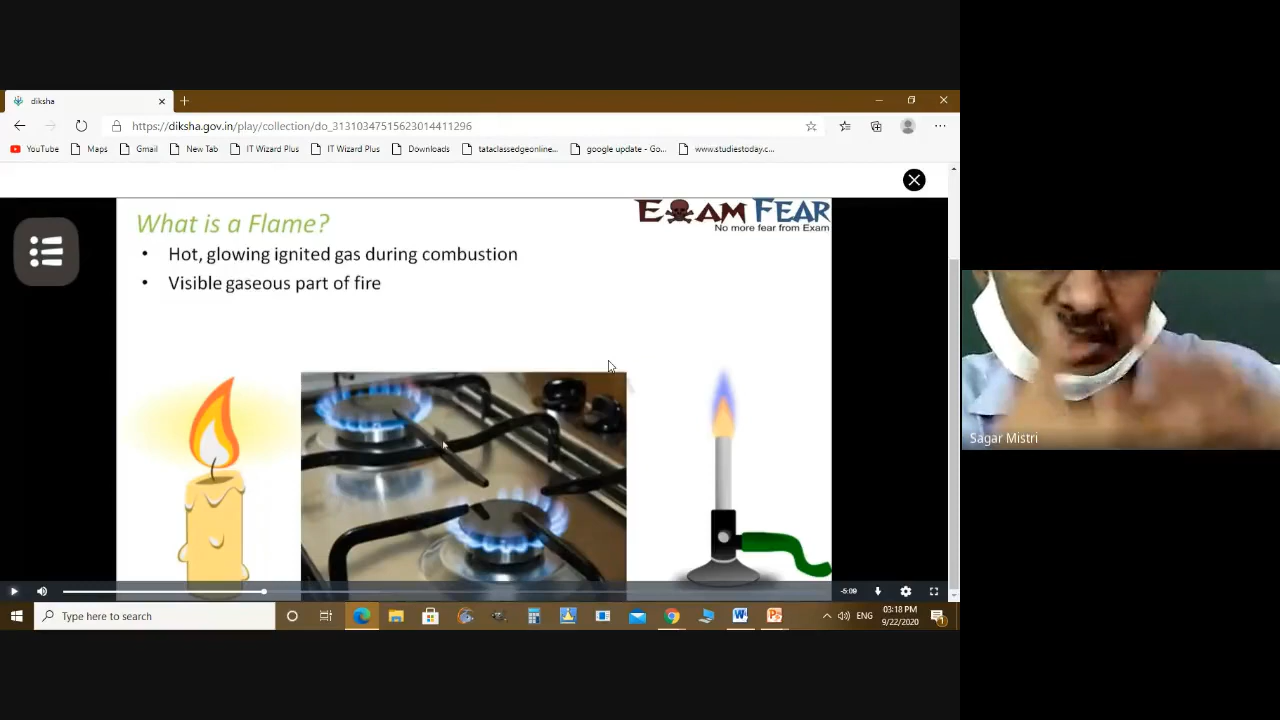 diksha
https://diksha.gov.in/play/collection/do_31310347515623014411296
YouTube Maps Gmail New Tab IT Wizard Plus IT Wizard Plus Downloads tataclassedgeonline... google update - Go... www.studiestoday.c...
What is a Flame?
EXAM FEAR
No more fear from Exam
• Hot, glowing ignited gas during combustion
• Visible gaseous part of fire
Sagar Mistri
-5:09
Type here to search
ENG
03:18 PM
9/22/2020
1